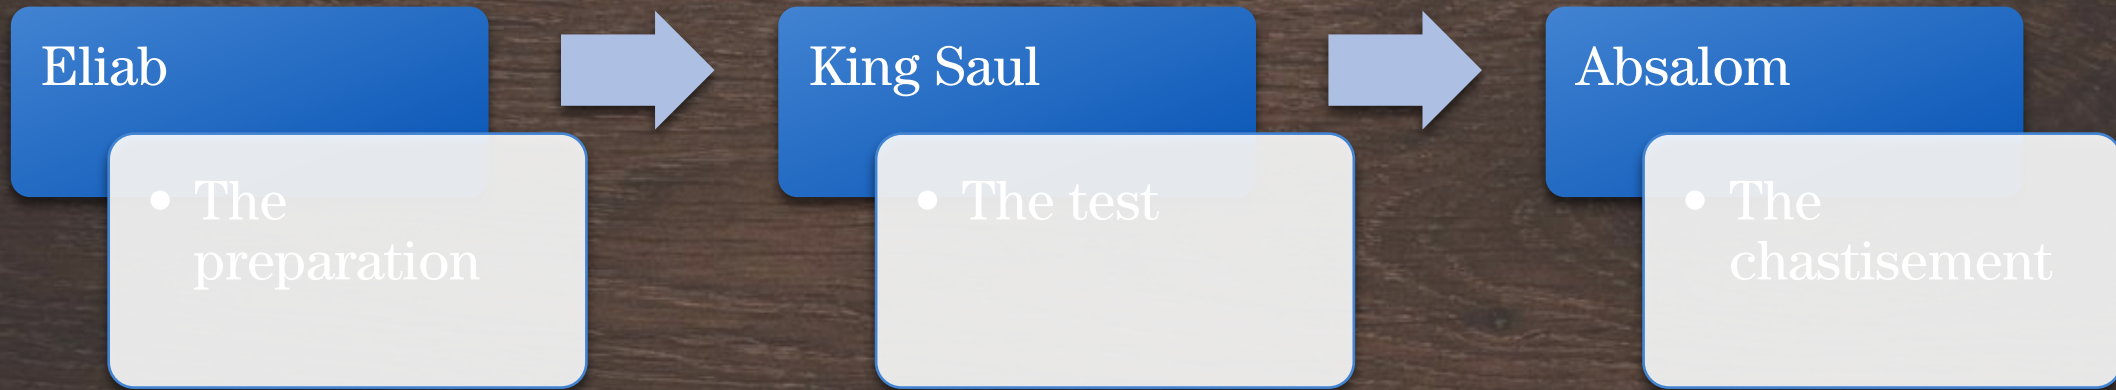 Eliab
• The
preparation
King Saul
• The test
Absalom
• The
chastisement